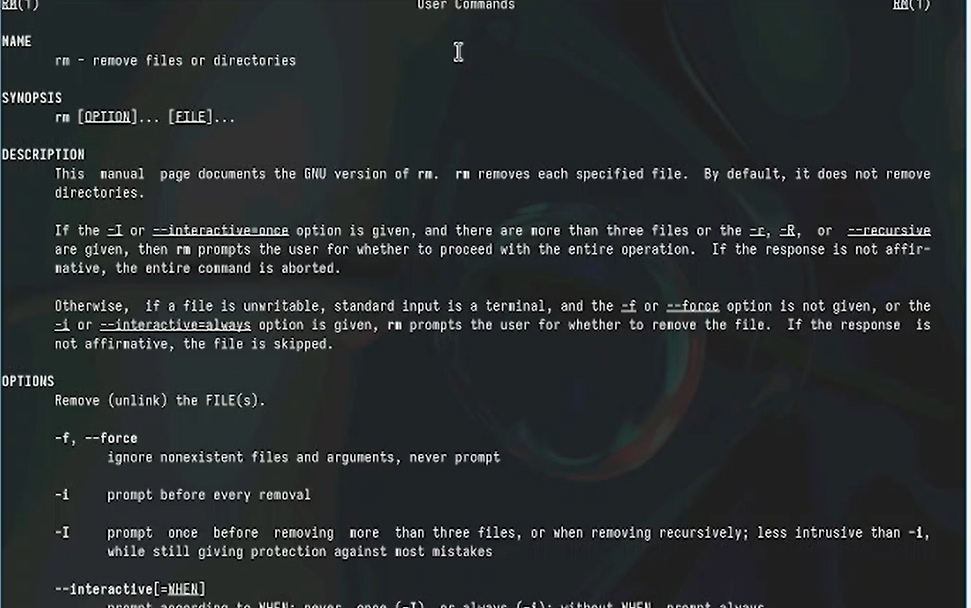 RM(1) User Commands RM(1)
NAME
rm - remove files or directories
SYNOPSIS
rm [OPTION]... [FILE]...
DESCRIPTION
This manual page documents the GNU version of rm. rm removes each specified file. By default, it does not remove
directories.
If the -I or --interactive=once option is given, and there are more than three files or the -r, -R, or --recursive
are given, then rm prompts the user for whether to proceed with the entire operation. If the response is not affir-
mative, the entire command is aborted.
Otherwise, if a file is unwritable, standard input is a terminal, and the -f or --force option is not given, or the
-i or --interactive=always option is given, rm prompts the user for whether to remove the file. If the response is
not affirmative, the file is skipped.
OPTIONS
Remove (unlink) the FILE(s).
-f, --force
ignore nonexistent files and arguments, never prompt
-i prompt before every removal
-I prompt once before removing more than three files, or when removing recursively; less intrusive than -i,
while still giving protection against most mistakes
--interactive[=WHEN]
prompt according to WHEN: never, once (-I), or always (-i); without WHEN, prompt always